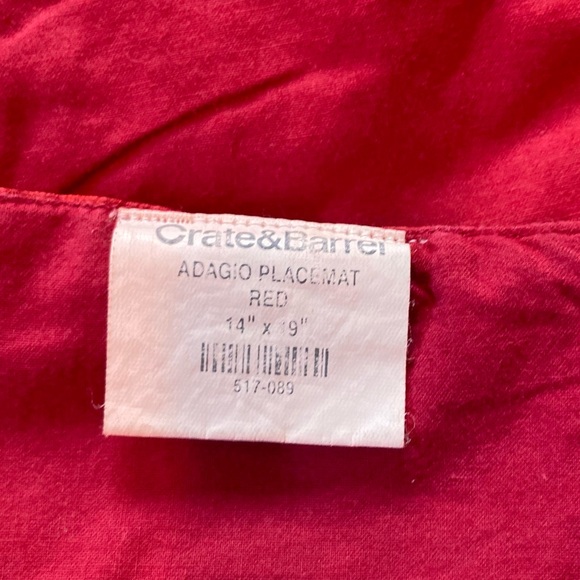 Crate&Barrel
ADAGIO PLACEMAT
RED
14" x 19"
517-089